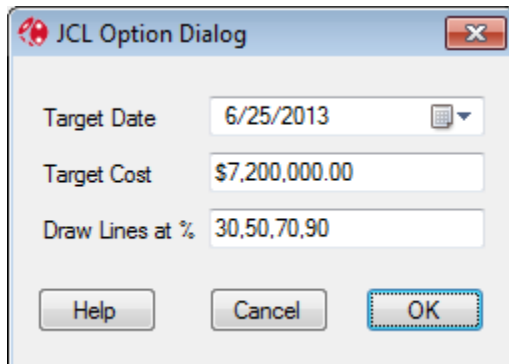 JCL Option Dialog
Target Date 6/25/2013
Target Cost $7,200,000.00
Draw Lines at % 30,50,70,90
Help Cancel OK